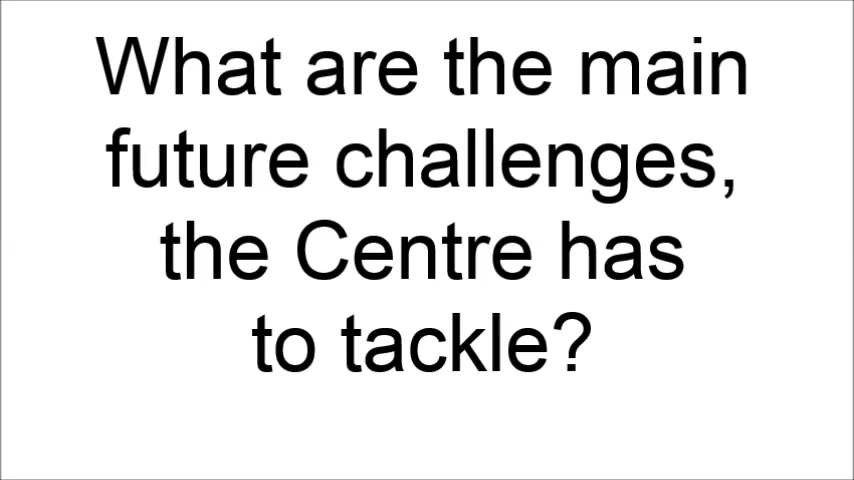 What are the main
future challenges,
the Centre has
to tackle?